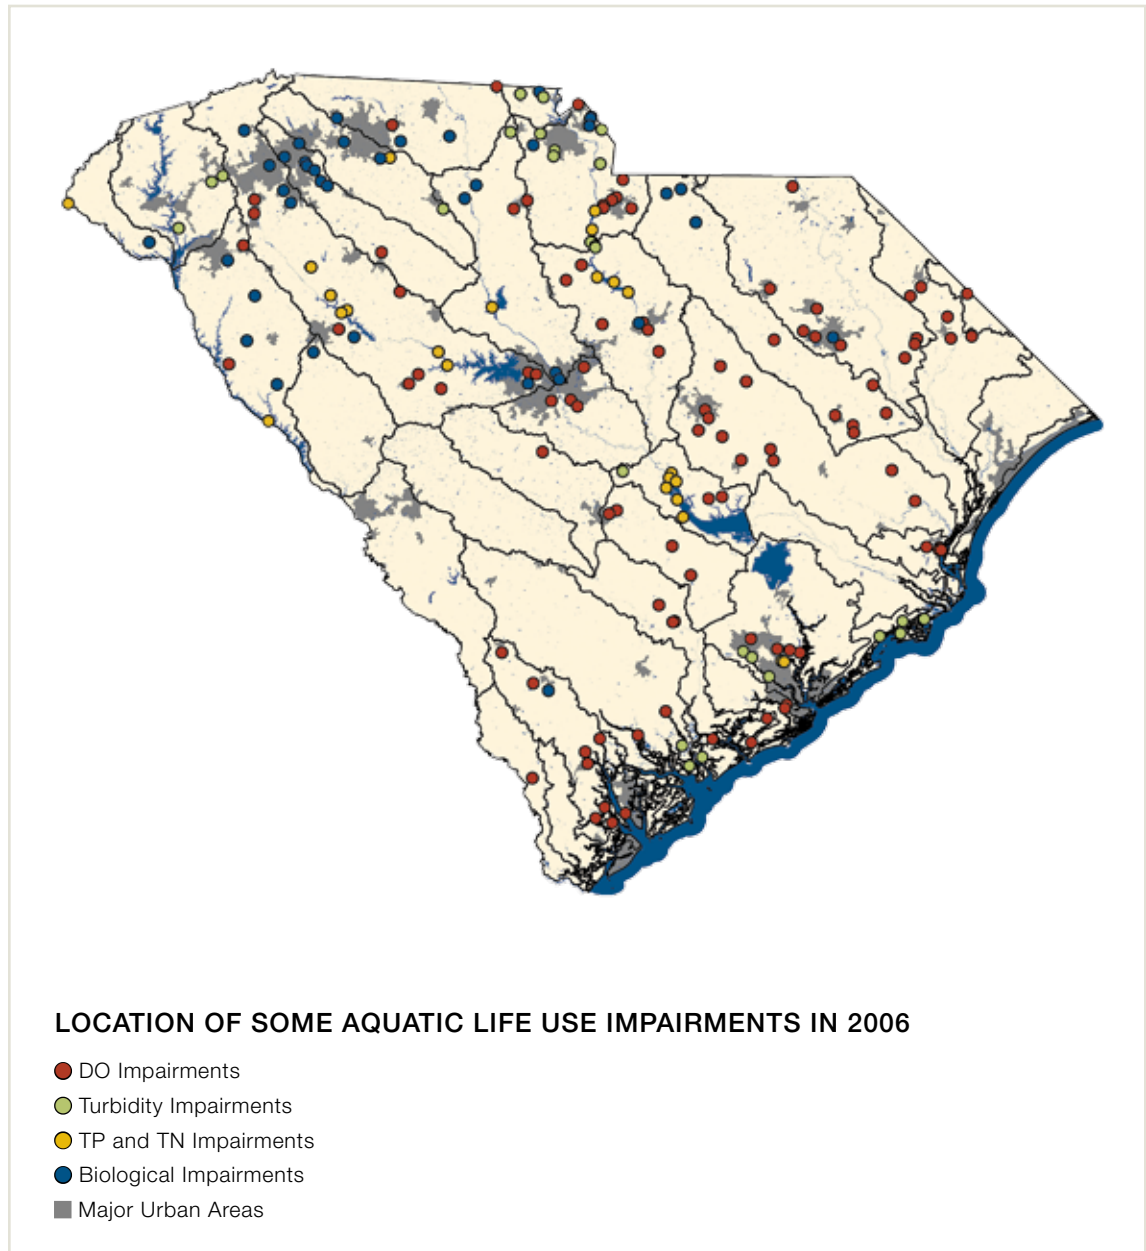 LOCATION OF SOME AQUATIC LIFE USE IMPAIRMENTS IN 2006
DO Impairments
Turbidity Impairments
TP and TN Impairments
Biological Impairments
Major Urban Areas